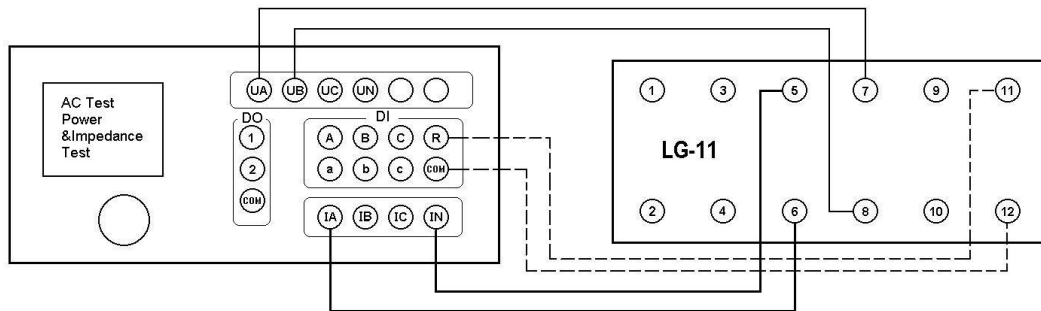 AC Test
Power
&Impedance
Test
UA UB UC UN
DO
1
2
COM
DI
A B C R
a b c COM
IA IB IC IN
1 3 5 7 9 11
LG-11
2 4 6 8 10 12